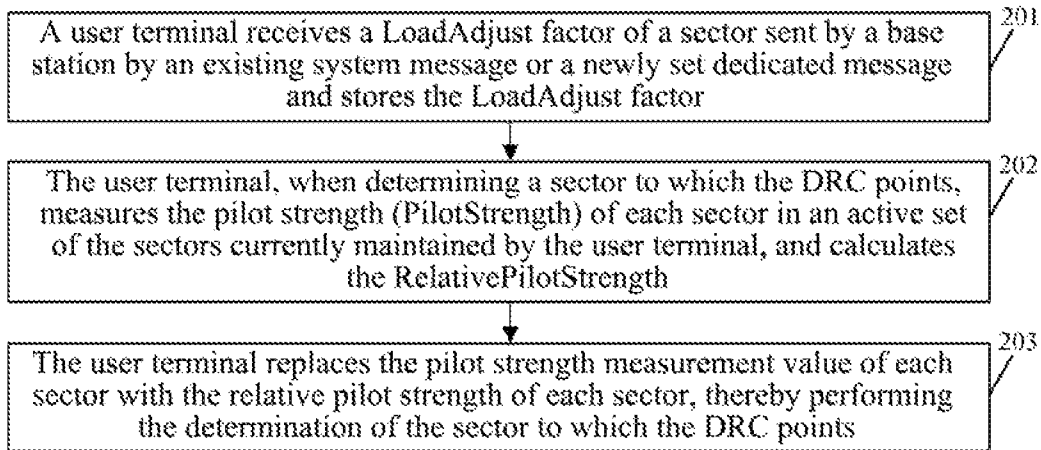 A user terminal receives a LoadAdjust factor of a sector sent by a base
station by an existing system message or a newly set dedicated message
and stores the LoadAdjust factor
201
The user terminal, when determining a sector to which the DRC points,
measures the pilot strength (PilotStrength) of each sector in an active set
of the sectors currently maintained by the user terminal, and calculates
the RelativePilotStrength
202
The user terminal replaces the pilot strength measurement value of each
sector with the relative pilot strength of each sector, thereby performing
the determination of the sector to which the DRC points
203